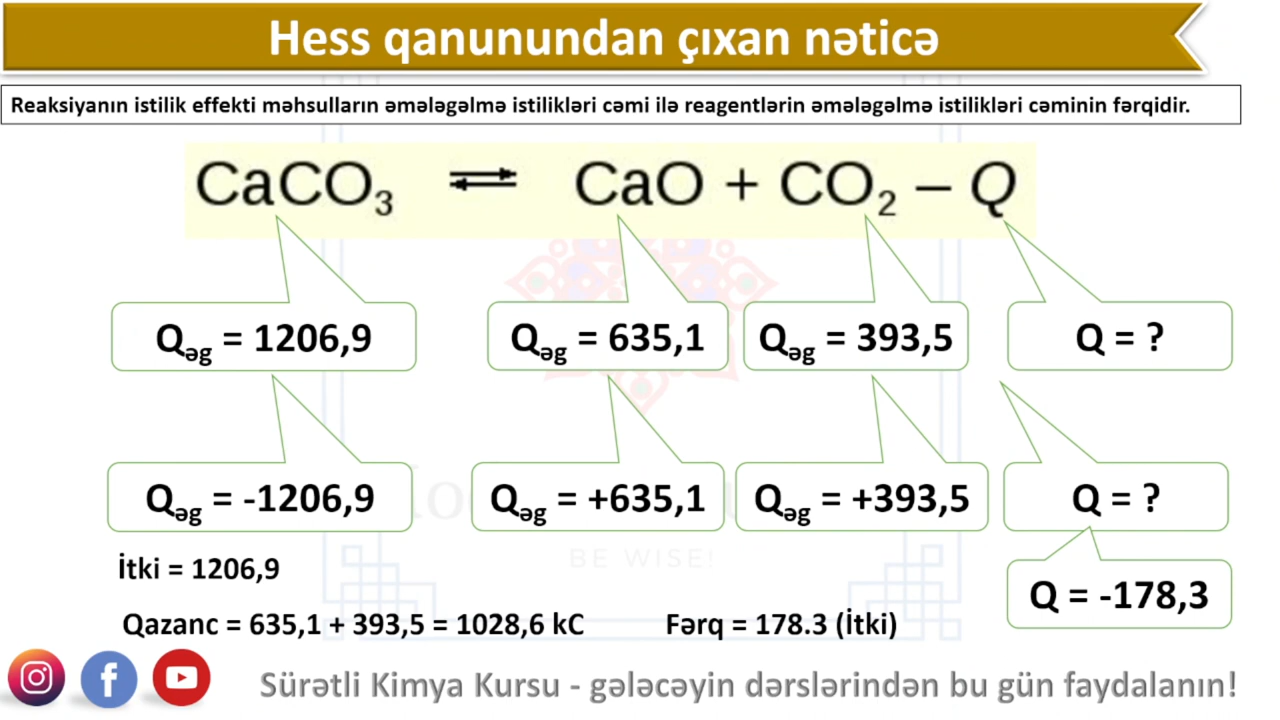 Hess qanunundan çıxan nəticə
Reaksiyanın istilik effekti məhsulların əmələgəlmə istilikləri cəmi ilə reagentlərin əmələgəlmə istilikləri cəminin fərqidir.
CaCO₃ ⇌ CaO + CO₂ – Q
Qəg = 1206,9 Qəg = 635,1 Qəg = 393,5 Q = ?
Qəg = -1206,9 Qəg = +635,1 Qəg = +393,5 Q = ?
BE WISE!
İtki = 1206,9
Q = -178,3
Qazanc = 635,1 + 393,5 = 1028,6 kC Fərq = 178.3 (İtki)
Sürətli Kimya Kursu - gələcəyin dərslərindən bu gün faydalanın!